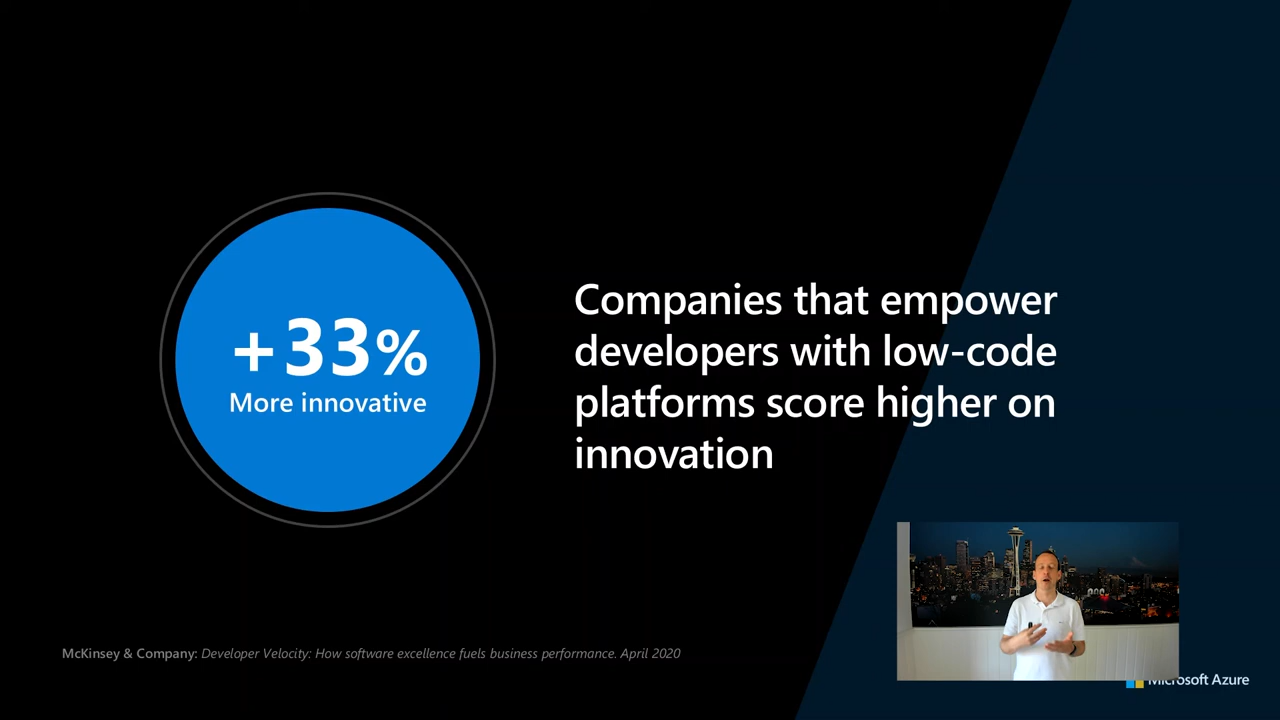 +33%
More innovative
Companies that empower
developers with low-code
platforms score higher on
innovation
McKinsey & Company: Developer Velocity: How software excellence fuels business performance. April 2020
Microsoft Azure